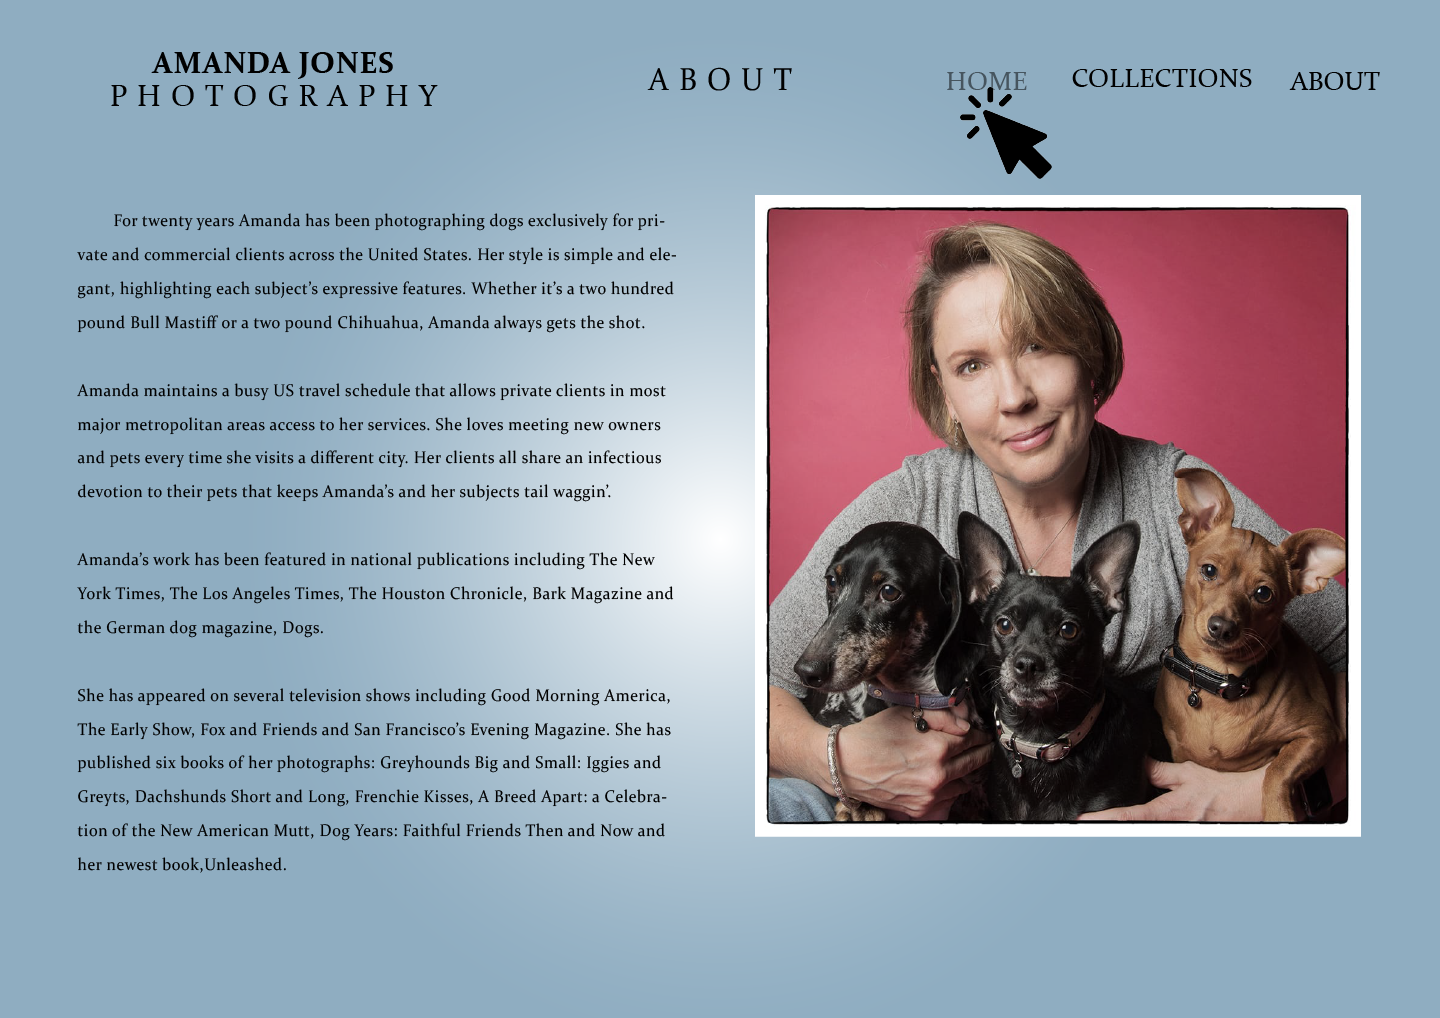 AMANDA JONES
PHOTOGRAPHY
ABOUT
HOME
COLLECTIONS
ABOUT
For twenty years Amanda has been photographing dogs exclusively for pri-
vate and commercial clients across the United States. Her style is simple and ele-
gant, highlighting each subject’s expressive features. Whether it’s a two hundred
pound Bull Mastiff or a two pound Chihuahua, Amanda always gets the shot.
Amanda maintains a busy US travel schedule that allows private clients in most
major metropolitan areas access to her services. She loves meeting new owners
and pets every time she visits a different city. Her clients all share an infectious
devotion to their pets that keeps Amanda’s and her subjects tail waggin’.
Amanda’s work has been featured in national publications including The New
York Times, The Los Angeles Times, The Houston Chronicle, Bark Magazine and
the German dog magazine, Dogs.
She has appeared on several television shows including Good Morning America,
The Early Show, Fox and Friends and San Francisco’s Evening Magazine. She has
published six books of her photographs: Greyhounds Big and Small: Iggies and
Greyts, Dachshunds Short and Long, Frenchie Kisses, A Breed Apart: a Celebra-
tion of the New American Mutt, Dog Years: Faithful Friends Then and Now and
her newest book,Unleashed.